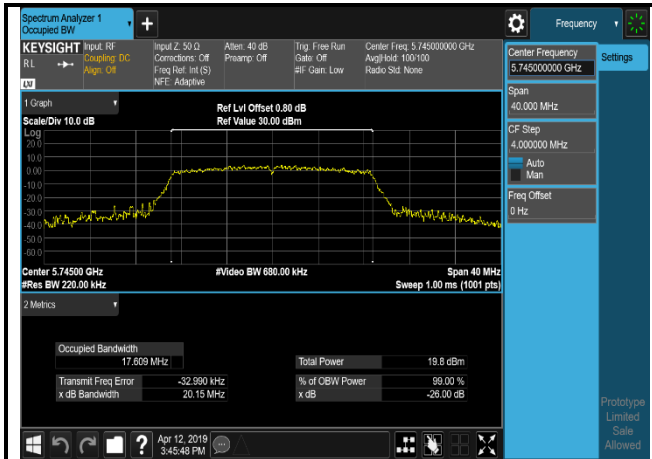 Spectrum Analyzer 1
Occupied BW
+
Frequency
KEYSIGHT
RL
LXI
Input: RF
Coupling: DC
Align: Off
Input Z: 50 Ω
Corrections: Off
Freq Ref: Int (S)
NFE: Adaptive
Atten: 40 dB
Preamp: Off
Trig: Free Run
Gate: Off
#IF Gain: Low
Center Freq: 5.745000000 GHz
Avg|Hold: 100/100
Radio Std: None
Center Frequency
5.745000000 GHz
Settings
Span
40.000 MHz
CF Step
4.000000 MHz
Auto
Man
Freq Offset
0 Hz
1 Graph
Scale/Div 10.0 dB
Ref Lvl Offset 0.80 dB
Ref Value 30.00 dBm
Log
20.0
10.0
0.00
-10.0
-20.0
-30.0
-40.0
-50.0
-60.0
Center 5.74500 GHz
#Res BW 220.00 kHz
#Video BW 680.00 kHz
Span 40 MHz
Sweep 1.00 ms (1001 pts)
2 Metrics
Occupied Bandwidth
17.609 MHz
Total Power 19.8 dBm
Transmit Freq Error -32.990 kHz
% of OBW Power 99.00 %
x dB Bandwidth 20.15 MHz
x dB -26.00 dB
Prototype
Limited
Sale
Allowed
?
Apr 12, 2019
3:45:48 PM